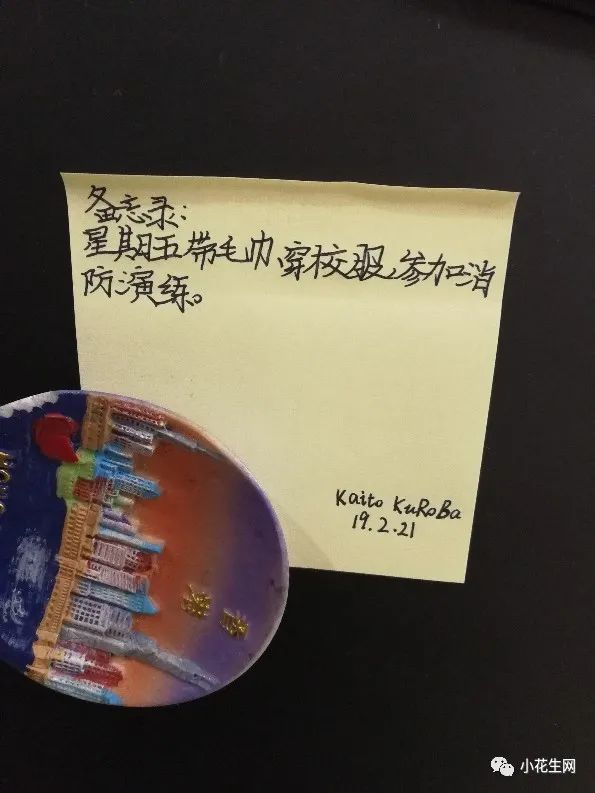 备忘录:
星期五带毛巾、穿校服、参加消
防演练。
Kaito KuRoBa
19.2.21
香港
小花生网